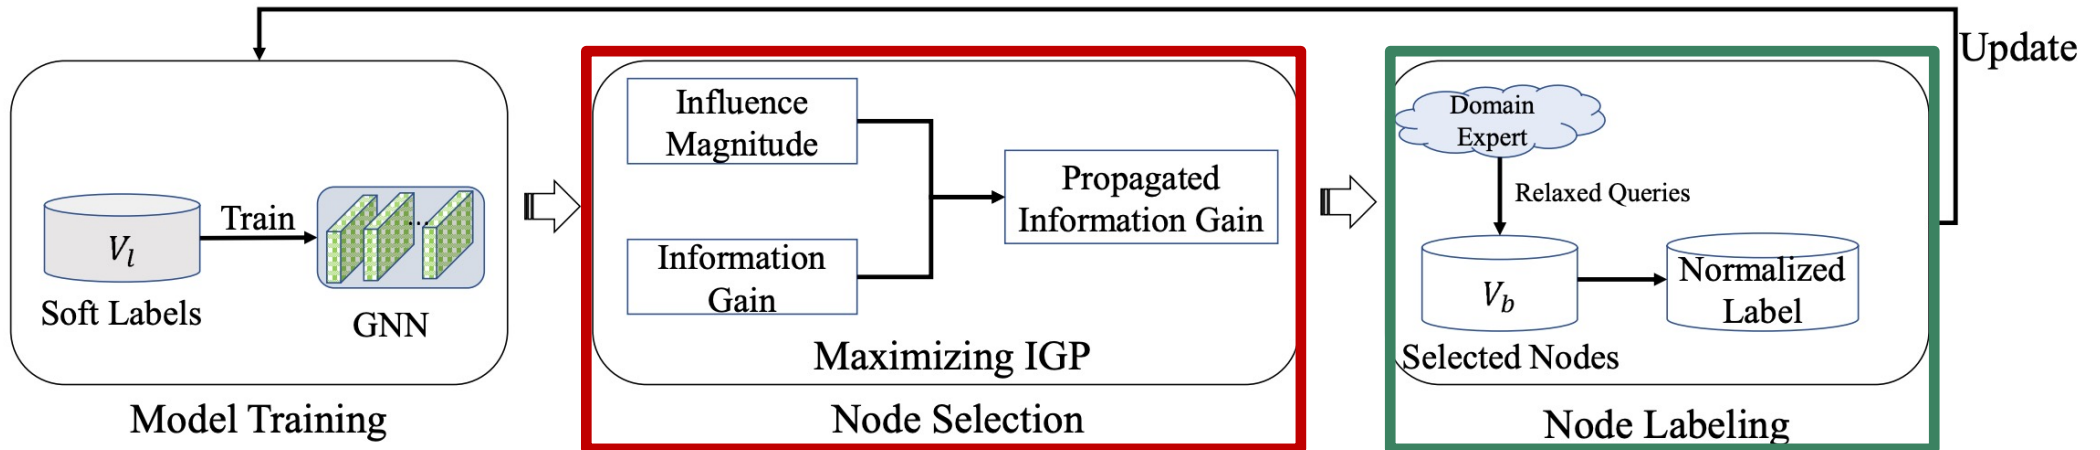 Update
V_l
Soft Labels
Train
...
GNN
Model Training
Influence
Magnitude
Information
Gain
Propagated
Information Gain
Maximizing IGP
Node Selection
Domain
Expert
Relaxed Queries
V_b
Selected Nodes
Normalized
Label
Node Labeling